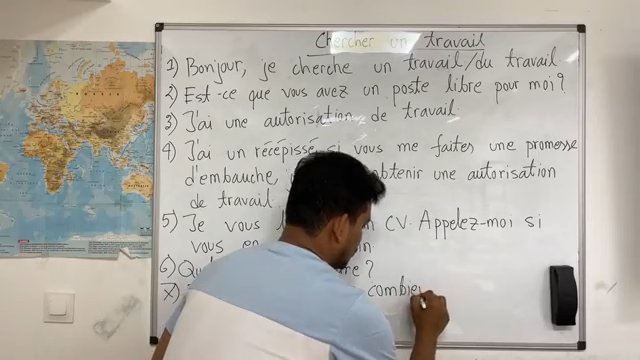 Chercher un travail
1) Bonjour, je cherche un travail/du travail
2) Est-ce que vous avez un poste libre pour moi?
3) J'ai une autorisation de travail.
4) J'ai un récépissé, si vous me faites une promesse
d'embauche, obtenir une autorisation
de travail
5) Je vous CV. Appelez-moi si
vous
6) ?
7) combien